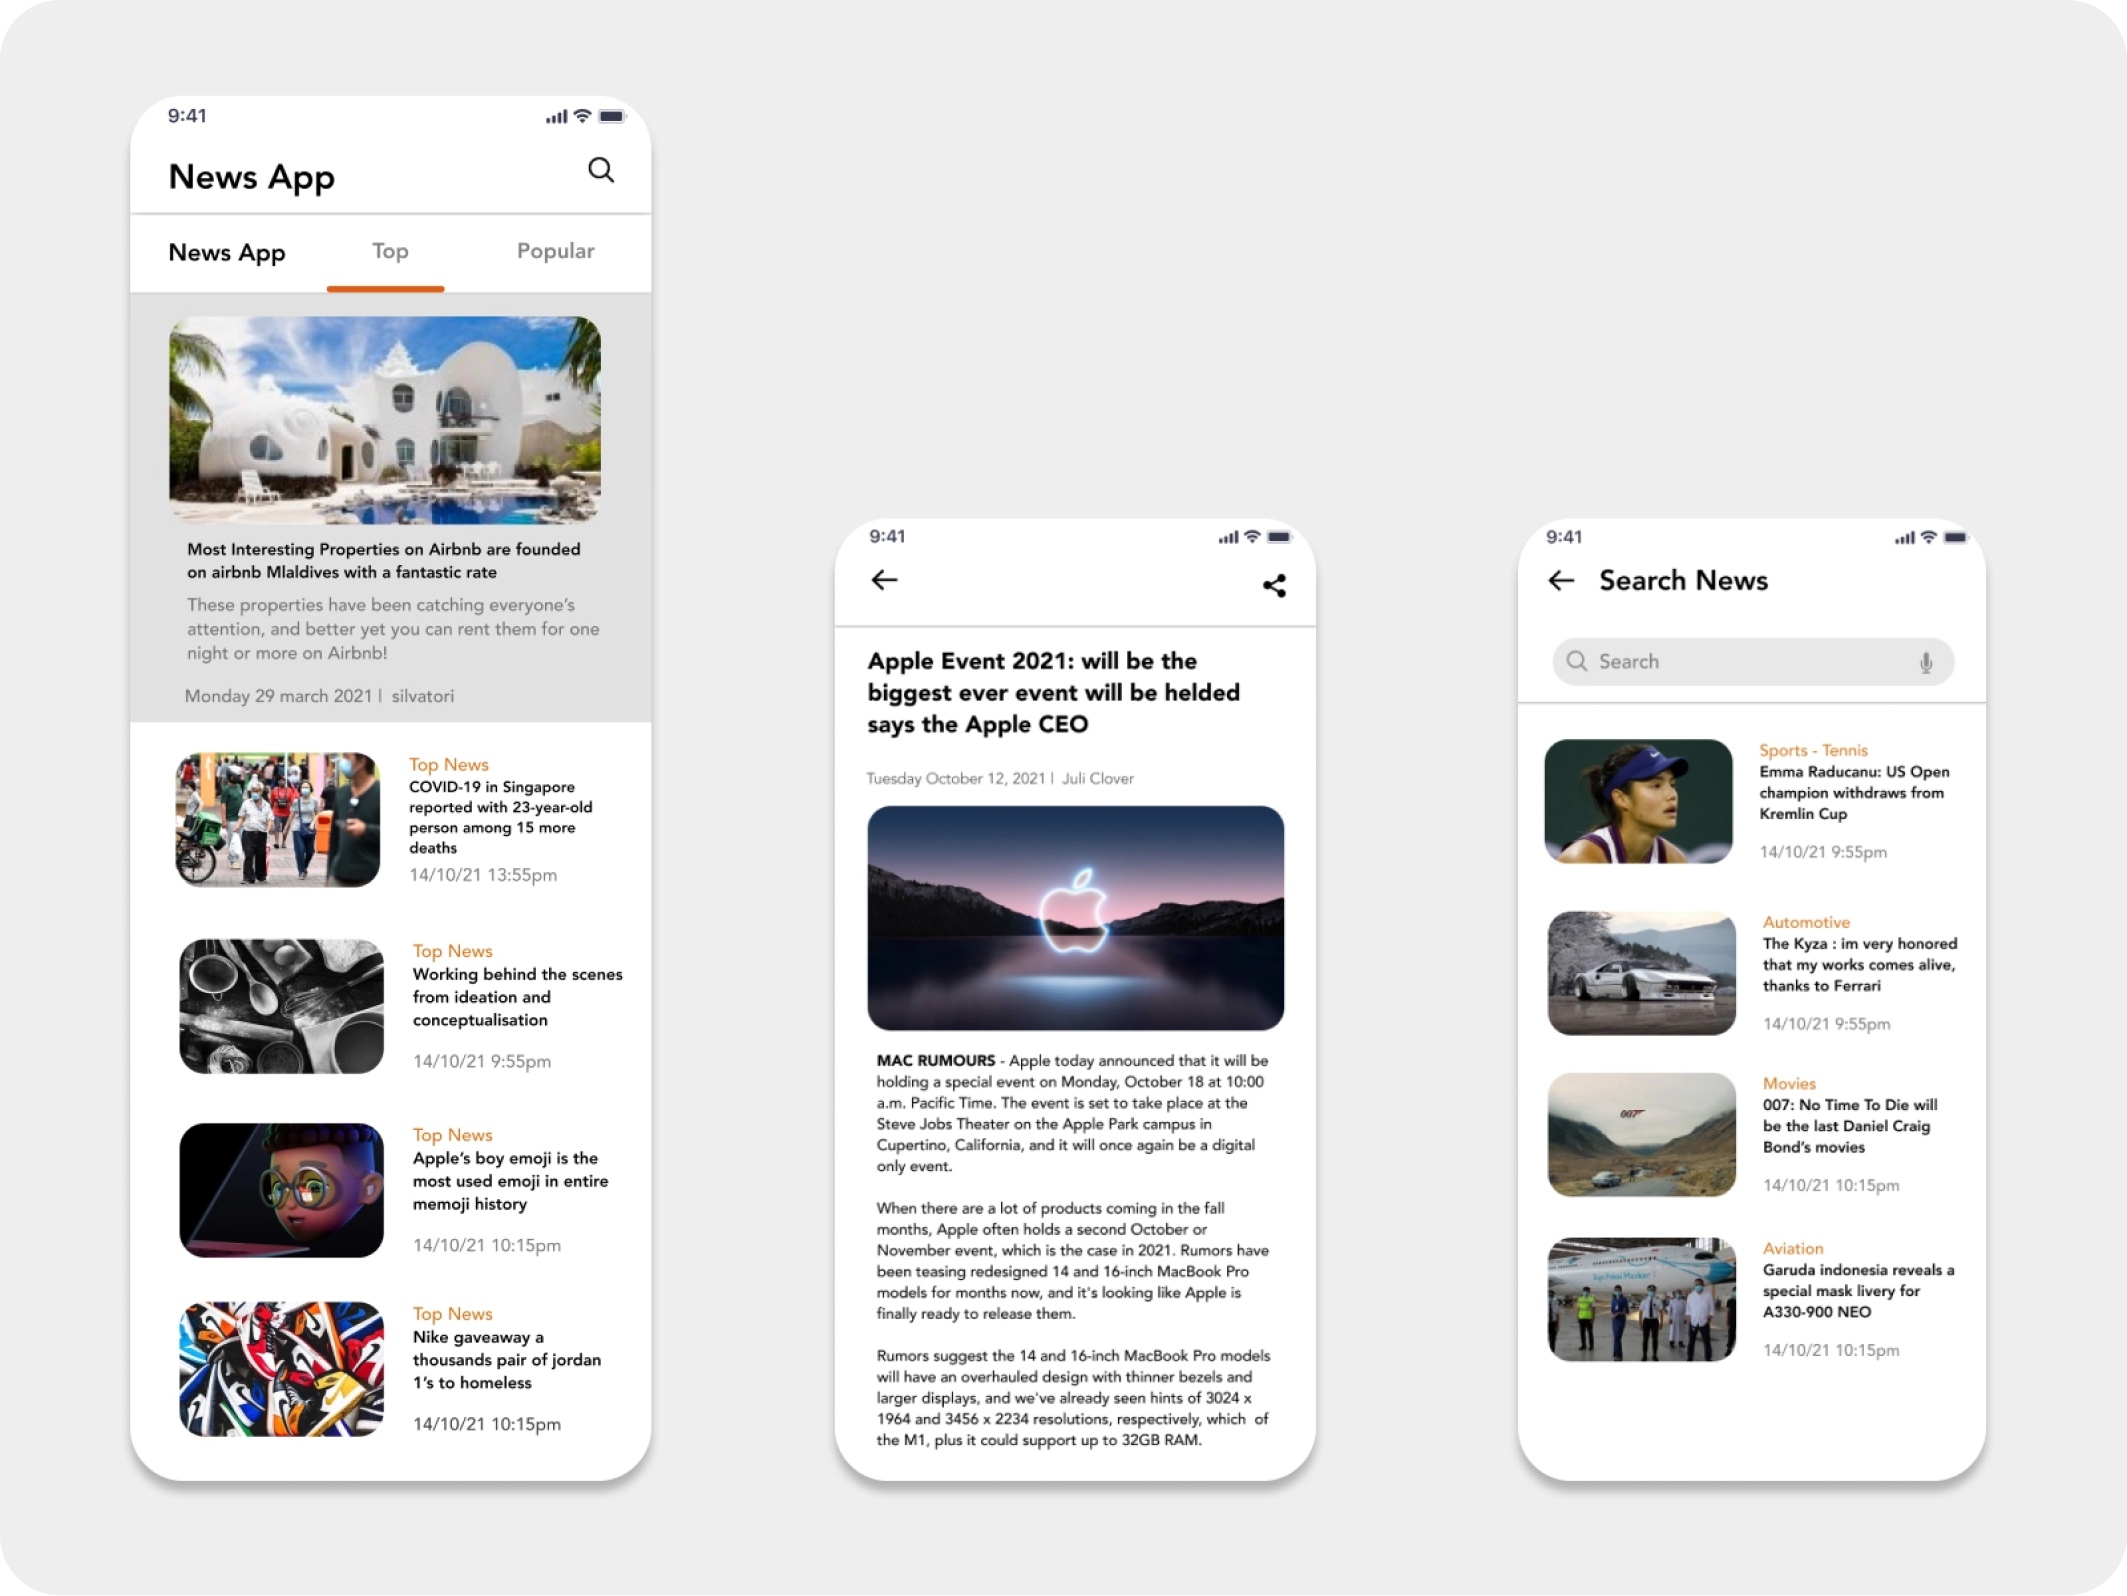 9:41
News App
News App
Top
Popular
Most Interesting Properties on Airbnb are founded
on airbnb Mlaldives with a fantastic rate
These properties have been catching everyone's
attention, and better yet you can rent them for one
night or more on Airbnb!
Monday 29 march 2021 | silvatori
Top News
COVID-19 in Singapore
reported with 23-year-old
person among 15 more
deaths
14/10/21 13:55pm
Top News
Working behind the scenes
from ideation and
conceptualisation
14/10/21 9:55pm
Top News
Apple's boy emoji is the
most used emoji in entire
memoji history
14/10/21 10:15pm
Top News
Nike gaveaway a
thousands pair of jordan
1's to homeless
14/10/21 10:15pm
9:41
Apple Event 2021: will be the
biggest ever event will be helded
says the Apple CEO
Tuesday October 12, 2021 | Juli Clover
MAC RUMOURS - Apple today announced that it will be
holding a special event on Monday, October 18 at 10:00
a.m. Pacific Time. The event is set to take place at the
Steve Jobs Theater on the Apple Park campus in
Cupertino, California, and it will once again be a digital
only event.
When there are a lot of products coming in the fall
months, Apple often holds a second October or
November event, which is the case in 2021. Rumors have
been teasing redesigned 14 and 16-inch MacBook Pro
models for months now, and it's looking like Apple is
finally ready to release them.
Rumors suggest the 14 and 16-inch MacBook Pro models
will have an overhauled design with thinner bezels and
larger displays, and we've already seen hints of 3024 x
1964 and 3456 x 2234 resolutions, respectively, which of
the M1, plus it could support up to 32GB RAM.
9:41
Search News
Search
Sports - Tennis
Emma Raducanu: US Open
champion withdraws from
Kremlin Cup
14/10/21 9:55pm
Automotive
The Kyza : im very honored
that my works comes alive,
thanks to Ferrari
14/10/21 9:55pm
007
Movies
007: No Time To Die will
be the last Daniel Craig
Bond's movies
14/10/21 10:15pm
Ayo Pakai Masker!
Aviation
Garuda indonesia reveals a
special mask livery for
A330-900 NEO
14/10/21 10:15pm